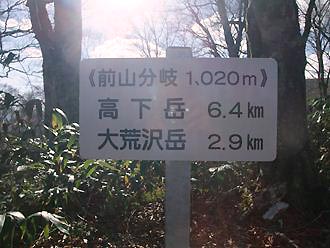 《前山分岐 1,020m》
高下岳 6.4km
大荒沢岳 2.9km